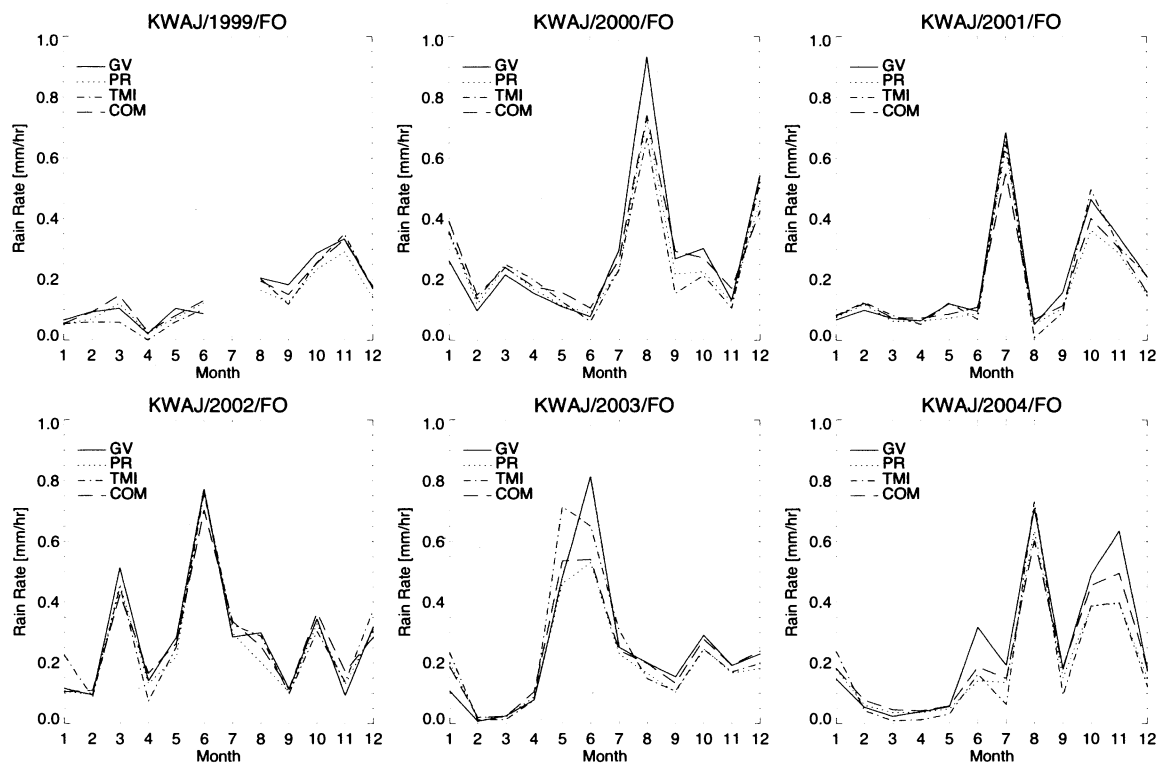 KWAJ/1999/FO
1.0
0.8
0.6
0.4
0.2
0.0
Rain Rate [mm/hr]
GV
PR
TMI
COM
1 2 3 4 5 6 7 8 9 10 11 12
Month
KWAJ/2000/FO
1.0
0.8
0.6
0.4
0.2
0.0
Rain Rate [mm/hr]
GV
PR
TMI
COM
1 2 3 4 5 6 7 8 9 10 11 12
Month
KWAJ/2001/FO
1.0
0.8
0.6
0.4
0.2
0.0
Rain Rate [mm/hr]
GV
PR
TMI
COM
1 2 3 4 5 6 7 8 9 10 11 12
Month
KWAJ/2002/FO
1.0
0.8
0.6
0.4
0.2
0.0
Rain Rate [mm/hr]
GV
PR
TMI
COM
1 2 3 4 5 6 7 8 9 10 11 12
Month
KWAJ/2003/FO
1.0
0.8
0.6
0.4
0.2
0.0
Rain Rate [mm/hr]
GV
PR
TMI
COM
1 2 3 4 5 6 7 8 9 10 11 12
Month
KWAJ/2004/FO
1.0
0.8
0.6
0.4
0.2
0.0
Rain Rate [mm/hr]
GV
PR
TMI
COM
1 2 3 4 5 6 7 8 9 10 11 12
Month